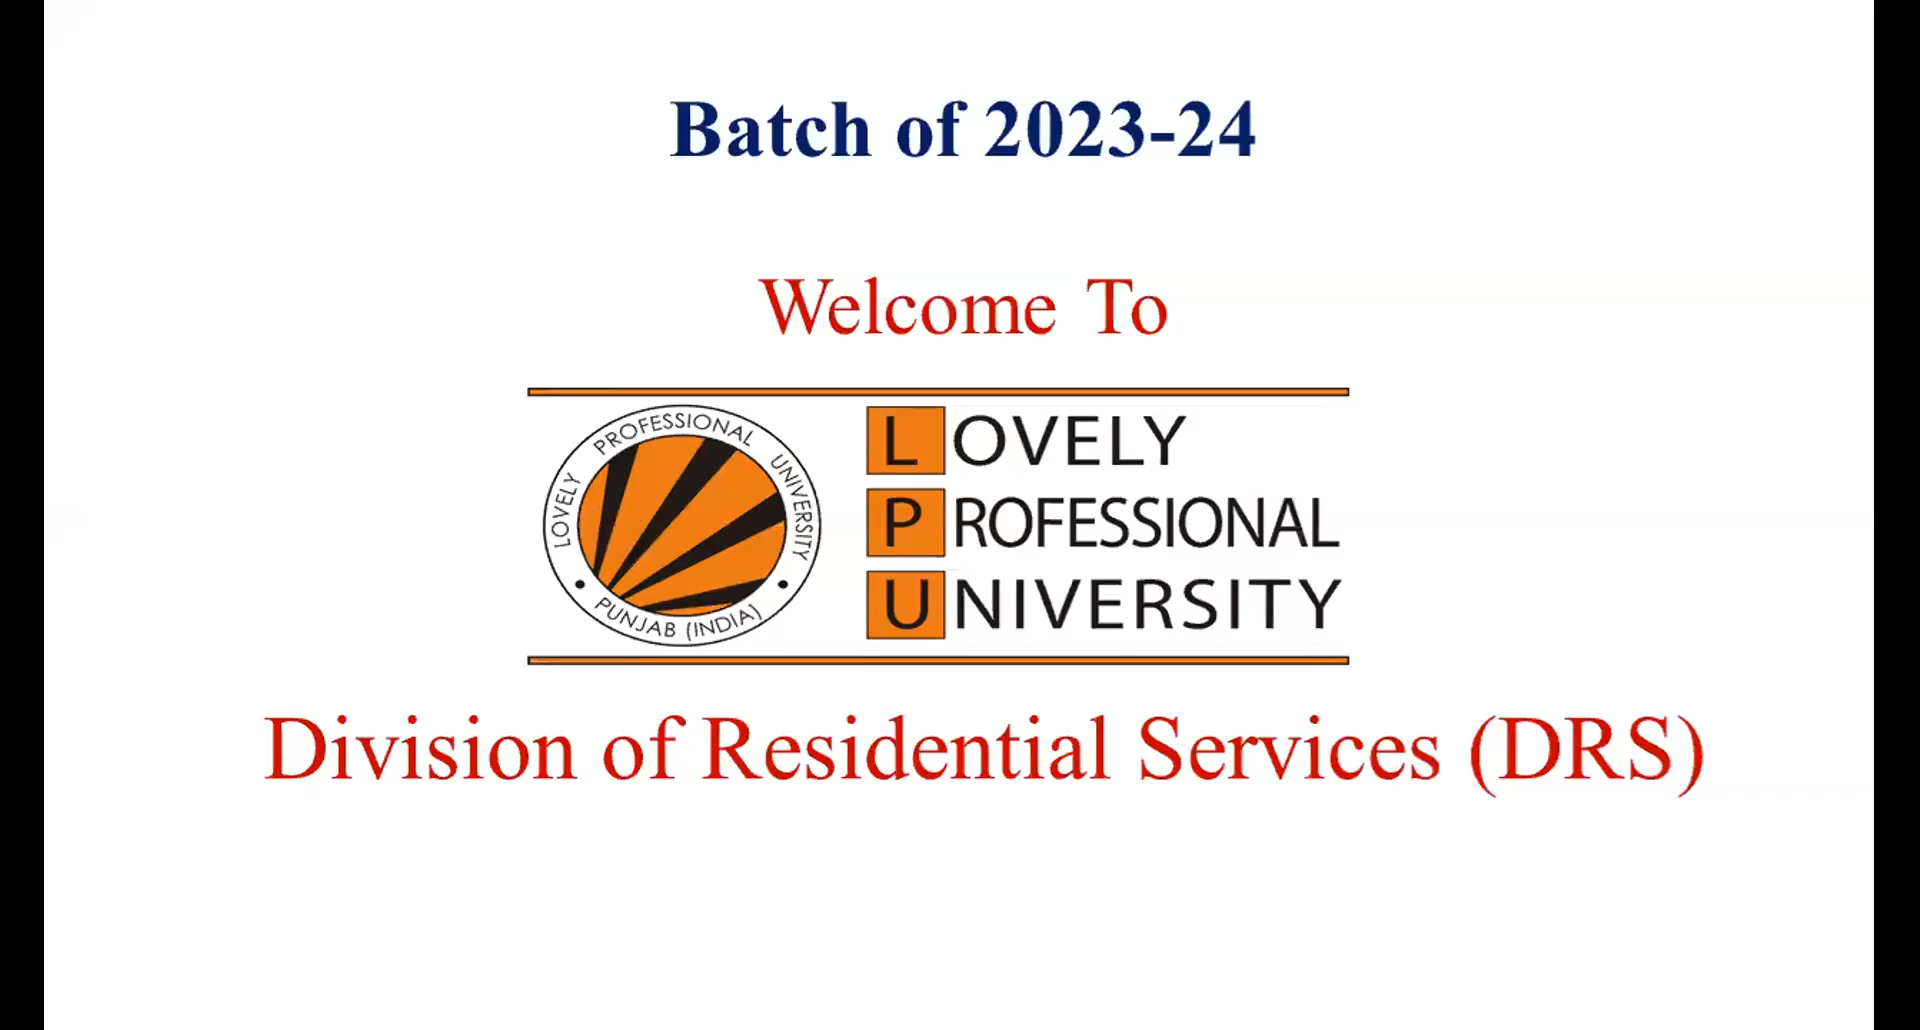 Batch of 2023-24
Welcome To
LOVELY PROFESSIONAL UNIVERSITY
• PUNJAB (INDIA) •
LOVELY
PROFESSIONAL
UNIVERSITY
Division of Residential Services (DRS)